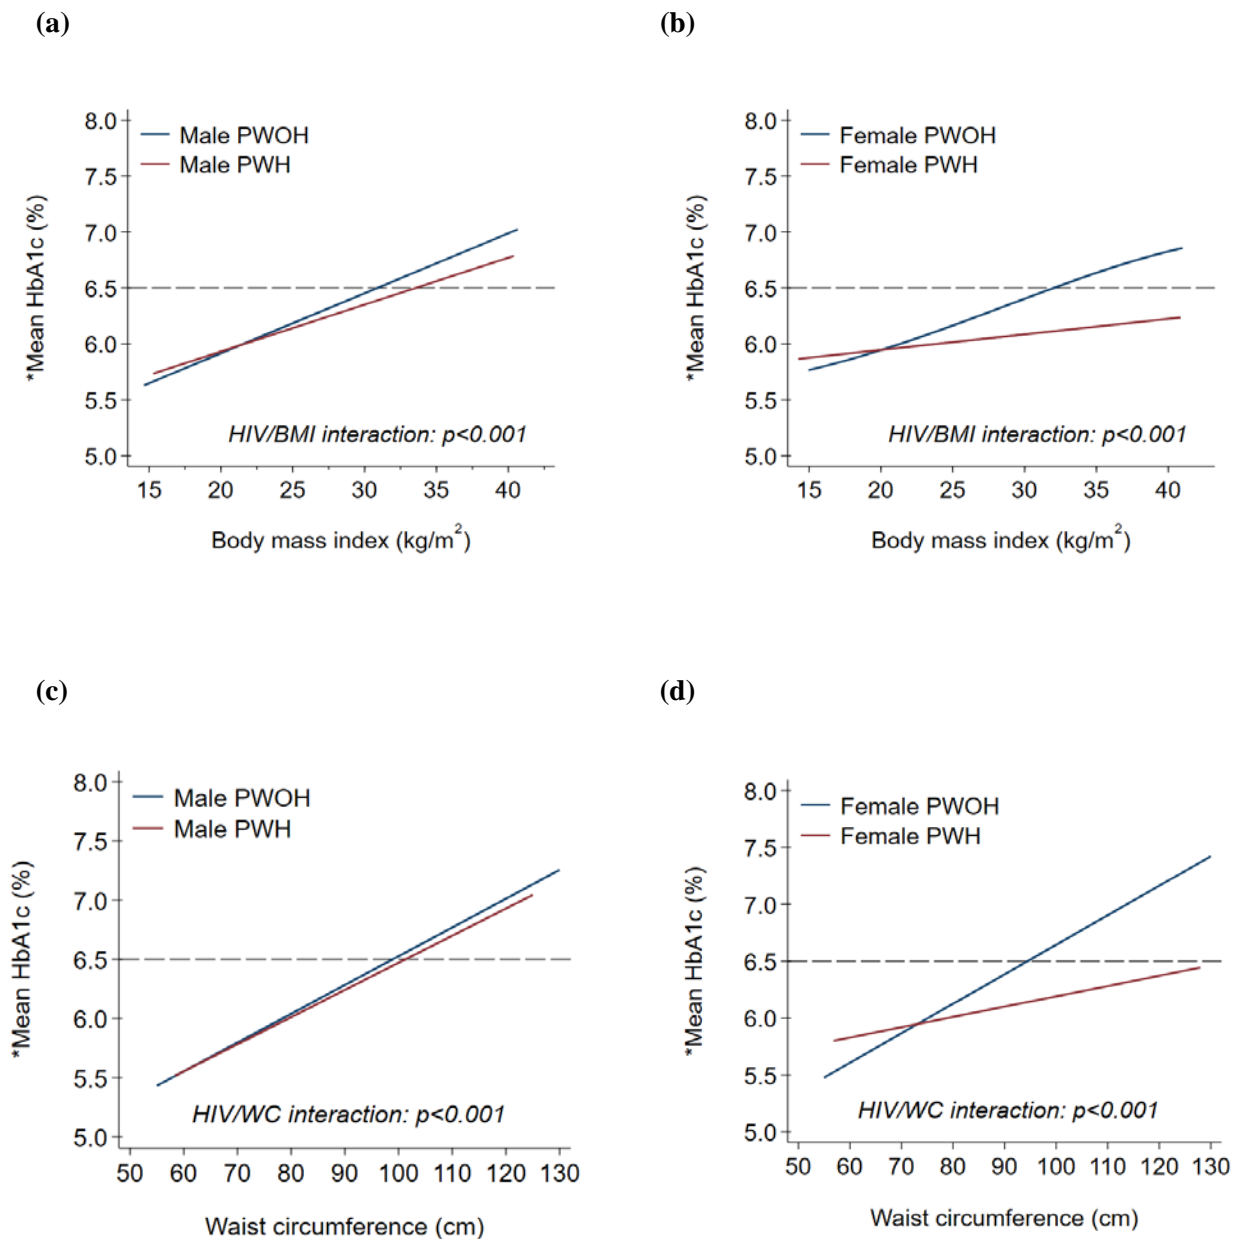 (a)
8.0
7.5
7.0
6.5
6.0
5.5
5.0
*Mean HbA1c (%)
Male PWOH
Male PWH
HIV/BMI interaction: p<0.001
15 20 25 30 35 40
Body mass index (kg/m²)
(b)
8.0
7.5
7.0
6.5
6.0
5.5
5.0
*Mean HbA1c (%)
Female PWOH
Female PWH
HIV/BMI interaction: p<0.001
15 20 25 30 35 40
Body mass index (kg/m²)
(c)
8.0
7.5
7.0
6.5
6.0
5.5
5.0
*Mean HbA1c (%)
Male PWOH
Male PWH
HIV/WC interaction: p<0.001
50 60 70 80 90 100 110 120 130
Waist circumference (cm)
(d)
8.0
7.5
7.0
6.5
6.0
5.5
5.0
*Mean HbA1c (%)
Female PWOH
Female PWH
HIV/WC interaction: p<0.001
50 60 70 80 90 100 110 120 130
Waist circumference (cm)